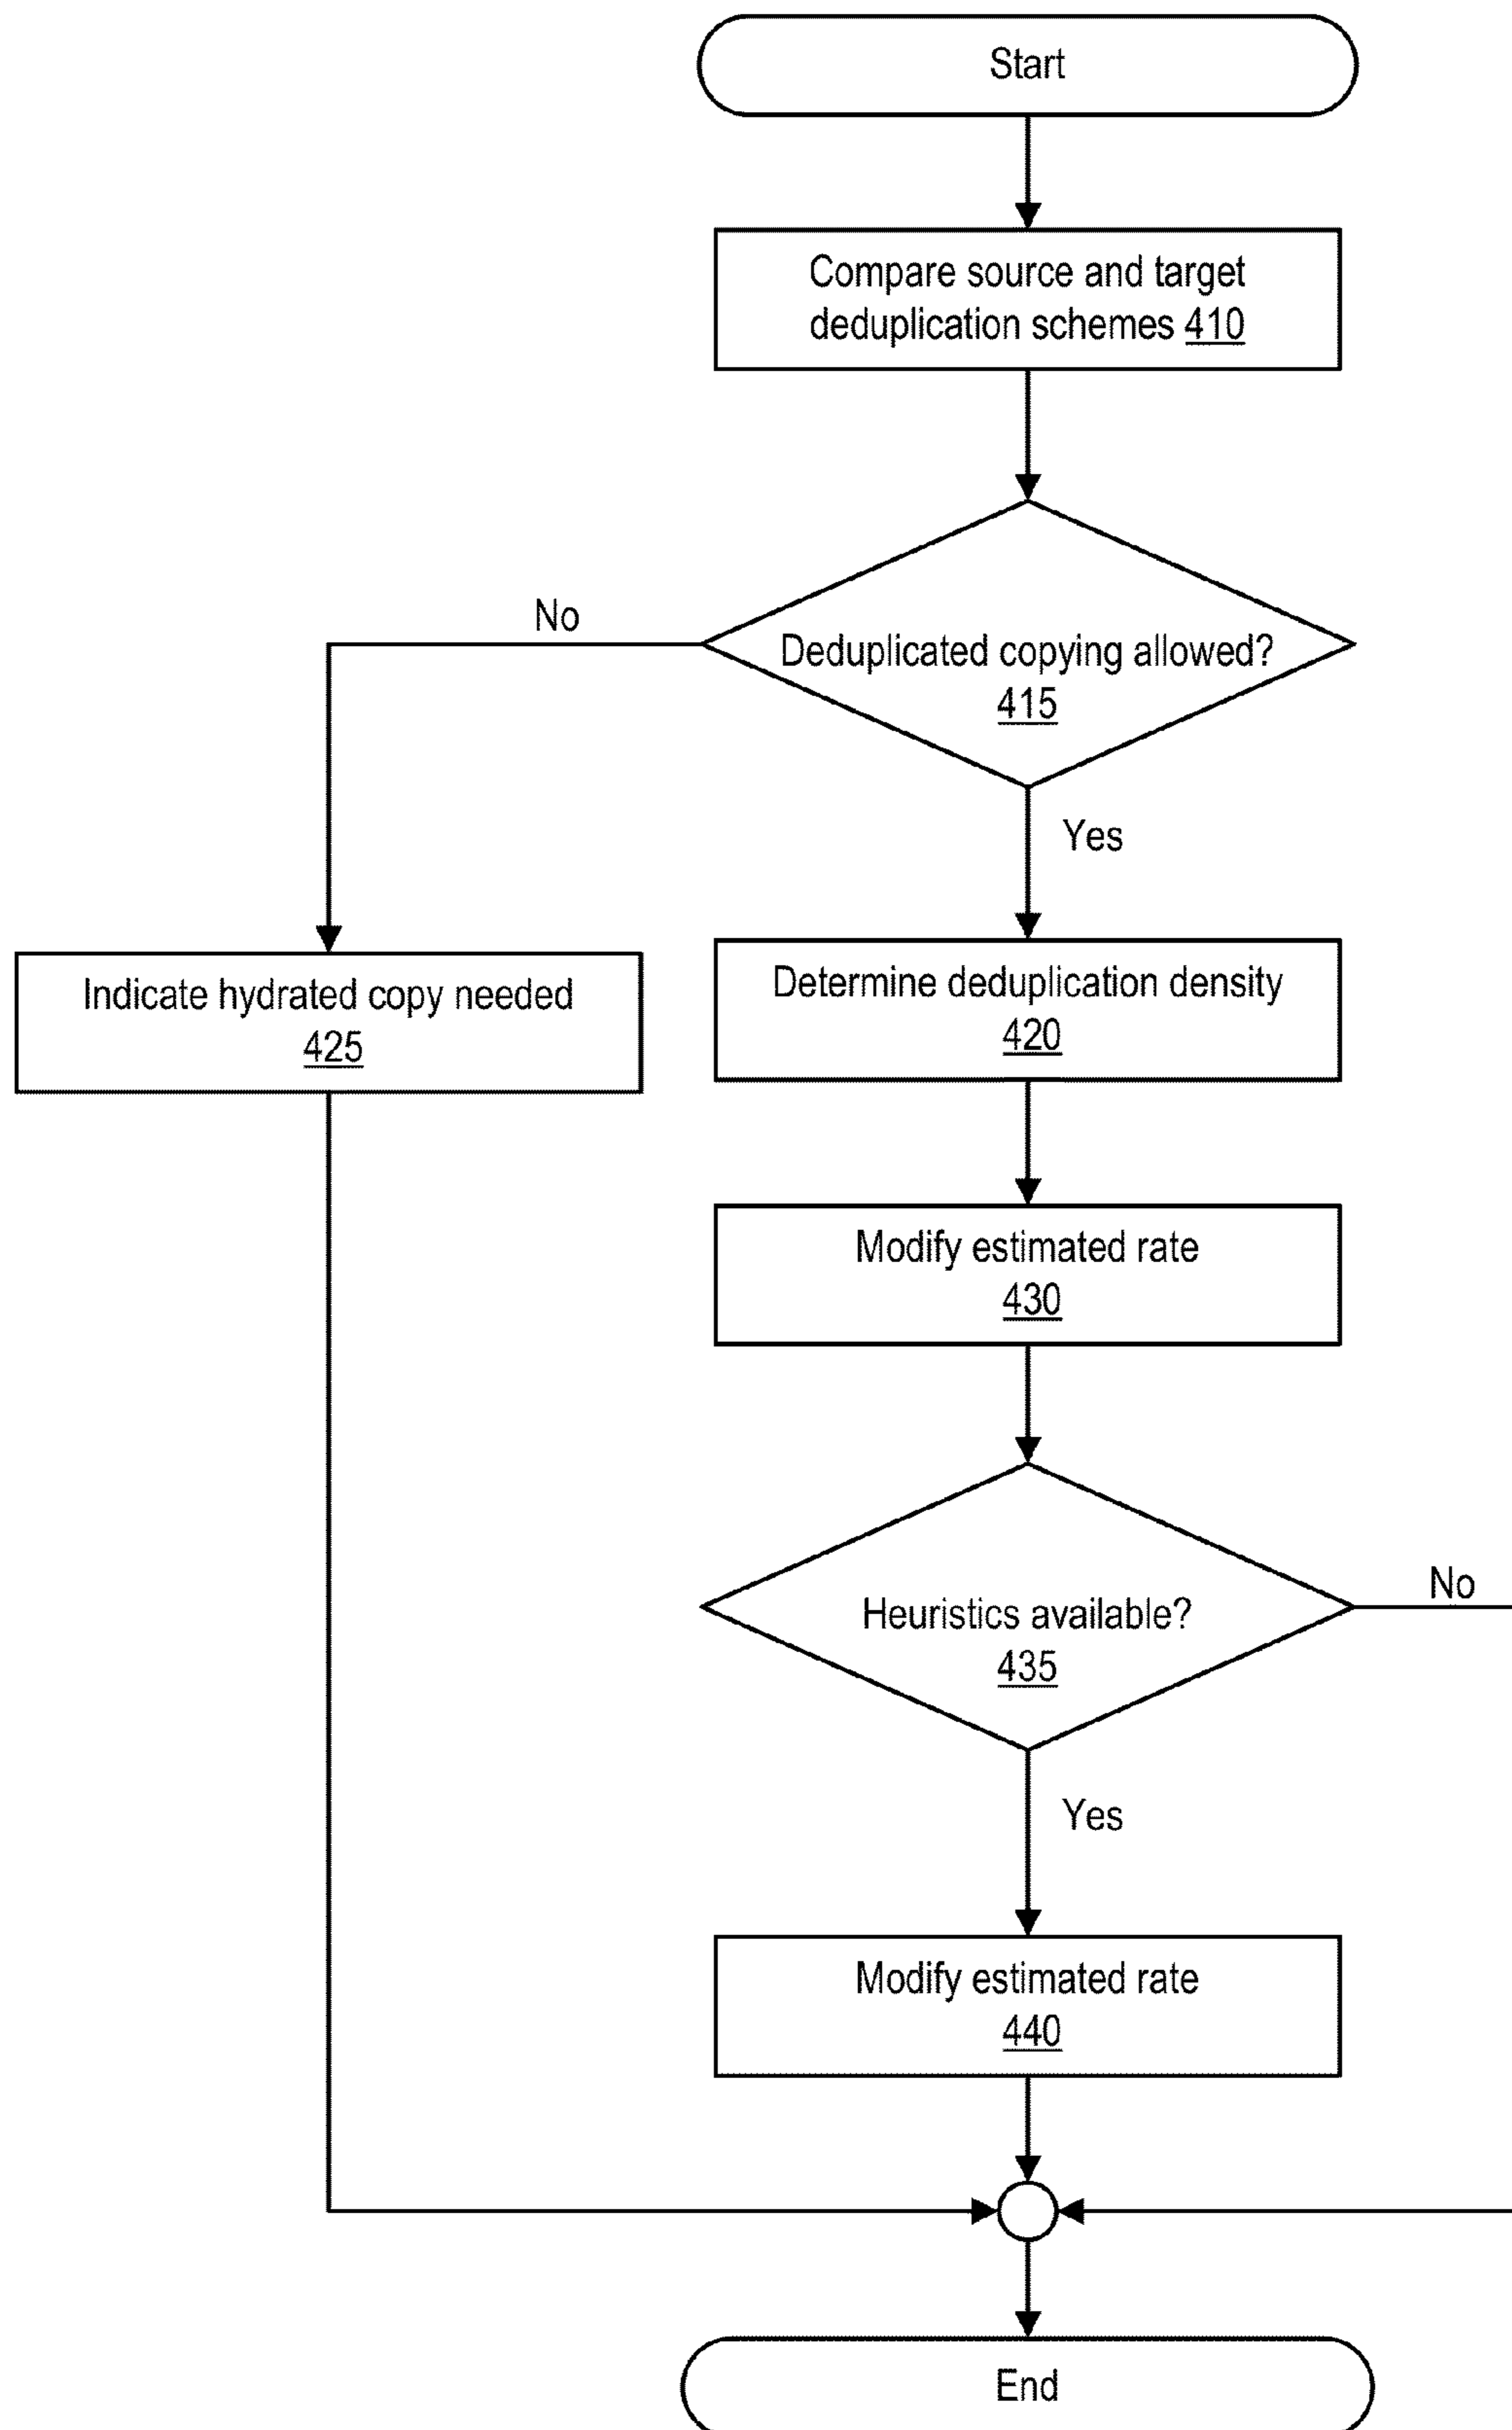 Start
Compare source and target
deduplication schemes 410
No
Deduplicated copying allowed?
415
Yes
Indicate hydrated copy needed
425
Determine deduplication density
420
Modify estimated rate
430
No
Heuristics available?
435
Yes
Modify estimated rate
440
End